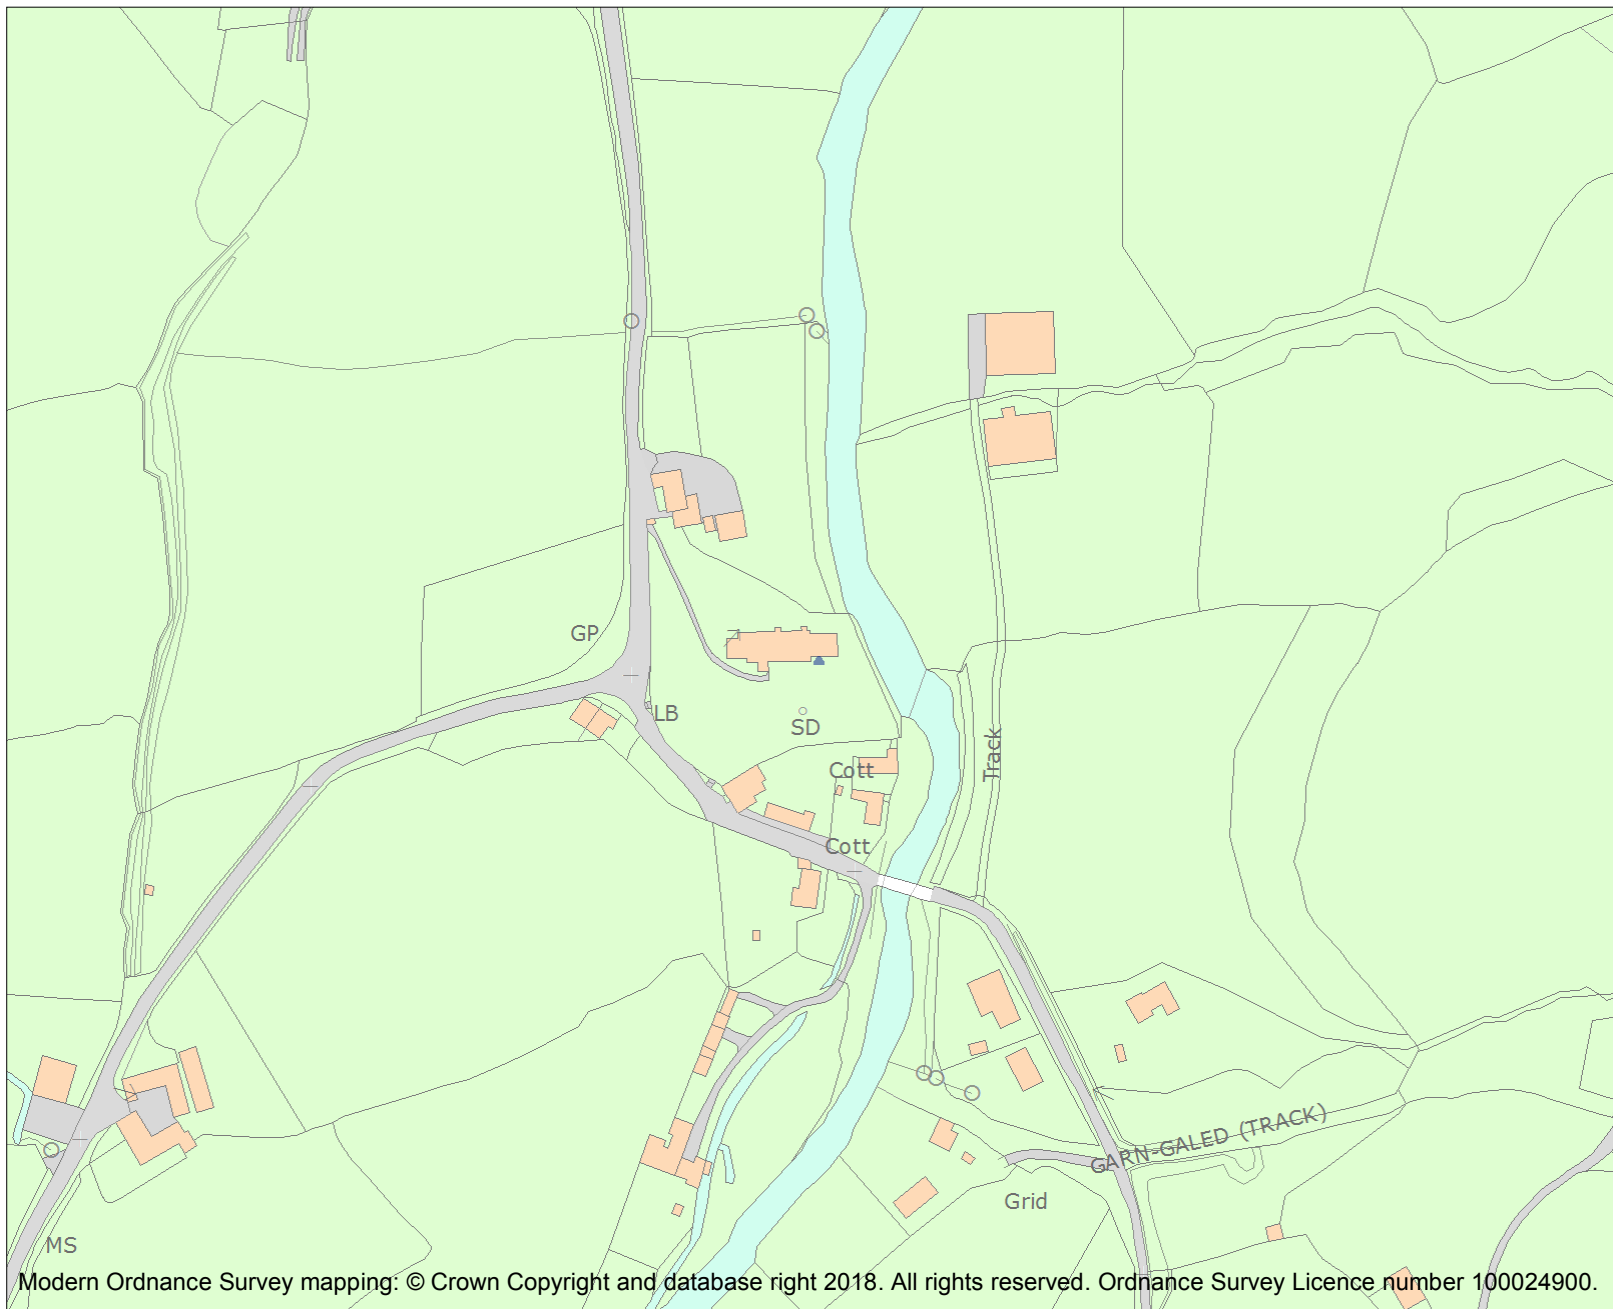 GP
LB
SD
Track
Cott
Cott
GARN-GALED (TRACK)
Grid
MS
Modern Ordnance Survey mapping: © Crown Copyright and database right 2018. All rights reserved. Ordnance Survey Licence number 100024900.